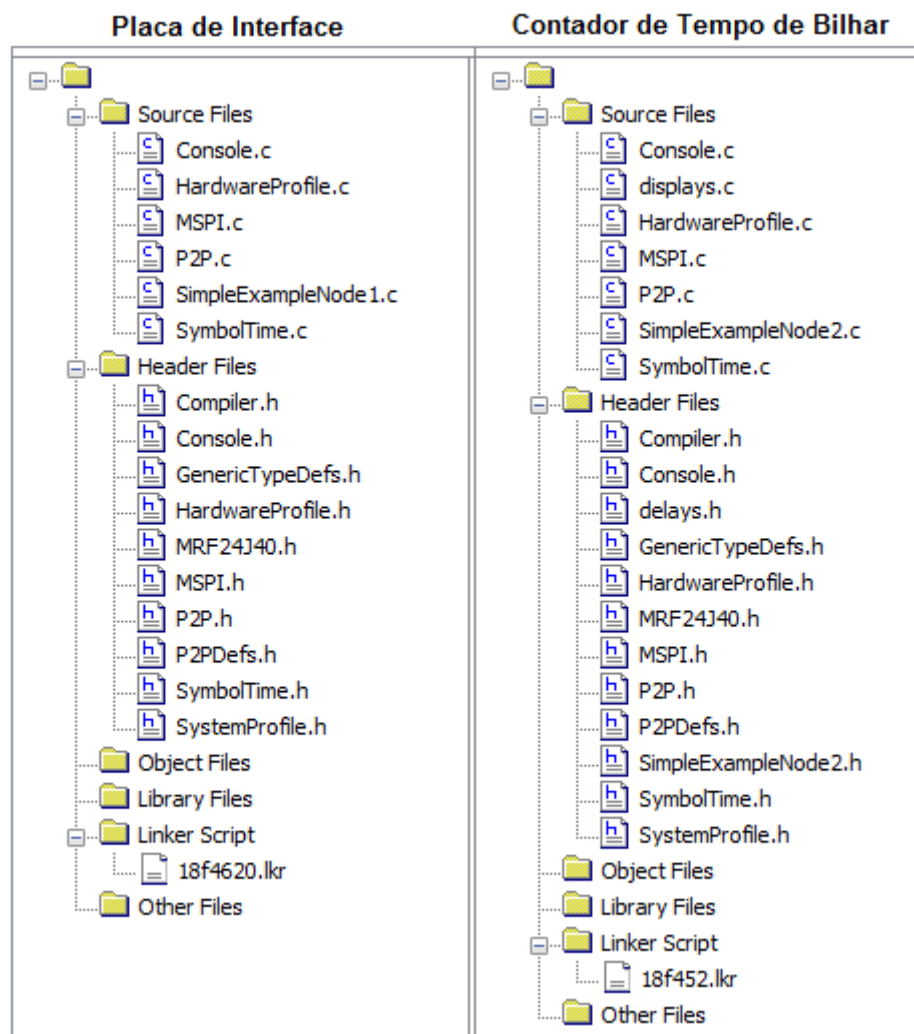 Placa de Interface
Source Files
Console.c
HardwareProfile.c
MSPI.c
P2P.c
SimpleExampleNode1.c
SymbolTime.c
Header Files
Compiler.h
Console.h
GenericTypeDefs.h
HardwareProfile.h
MRF24J40.h
MSPI.h
P2P.h
P2PDefs.h
SymbolTime.h
SystemProfile.h
Object Files
Library Files
Linker Script
18f4620.lkr
Other Files
Contador de Tempo de Bilhar
Source Files
Console.c
displays.c
HardwareProfile.c
MSPI.c
P2P.c
SimpleExampleNode2.c
SymbolTime.c
Header Files
Compiler.h
Console.h
delays.h
GenericTypeDefs.h
HardwareProfile.h
MRF24J40.h
MSPI.h
P2P.h
P2PDefs.h
SimpleExampleNode2.h
SymbolTime.h
SystemProfile.h
Object Files
Library Files
Linker Script
18f452.lkr
Other Files